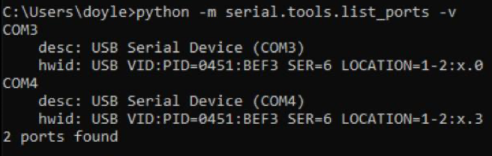 C:\Users\doyle>python -m serial.tools.list_ports -v
COM3
    desc: USB Serial Device (COM3)
    hwid: USB VID:PID=0451:BEF3 SER=6 LOCATION=1-2:x.0
COM4
    desc: USB Serial Device (COM4)
    hwid: USB VID:PID=0451:BEF3 SER=6 LOCATION=1-2:x.3
2 ports found